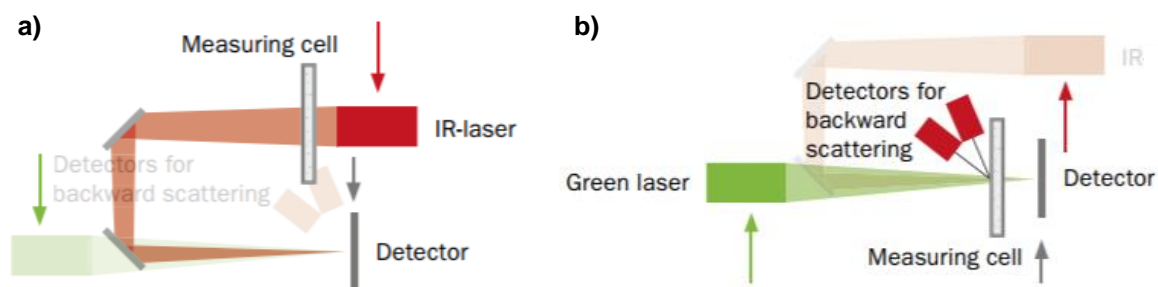 a)
Measuring cell
IR-laser
Detectors for
backward scattering
Detector
b)
IR-
Detectors for
backward
scattering
Green laser
Detector
Measuring cell